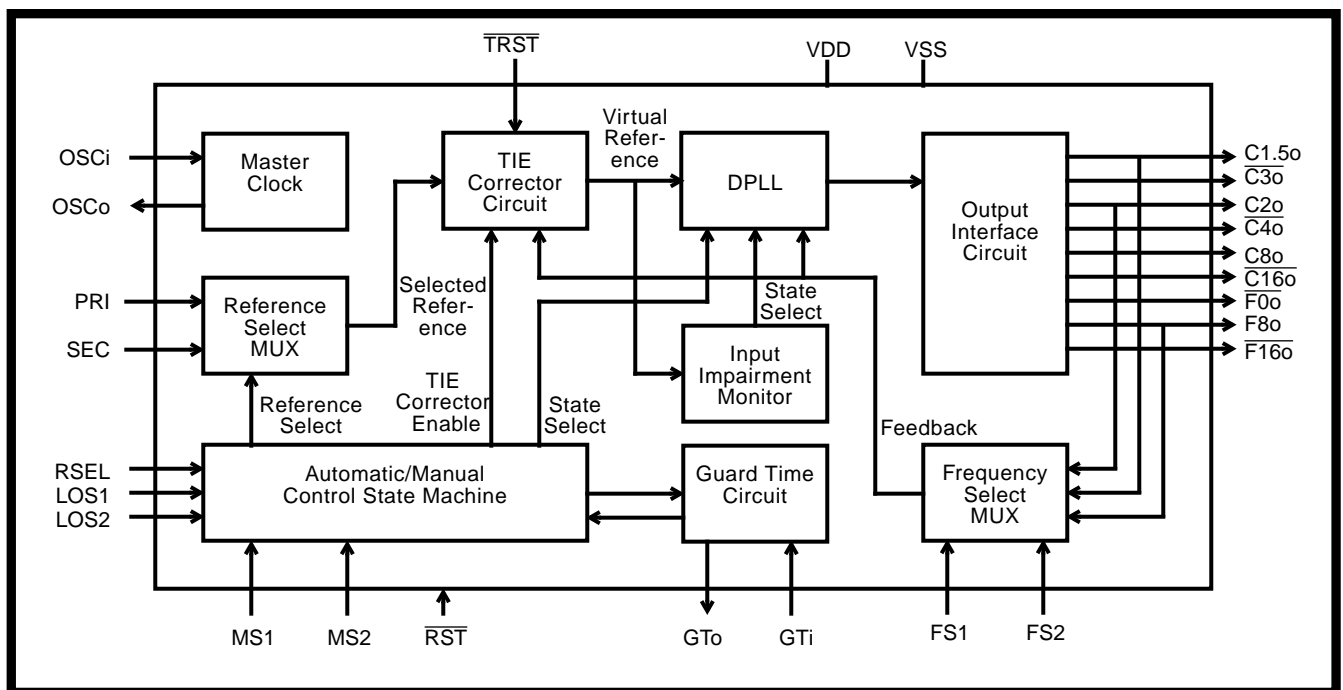 TRST
VDD
VSS
OSCi
OSCo
Master
Clock
TIE
Corrector
Circuit
Virtual
Refer-
ence
DPLL
Output
Interface
Circuit
C1.5o
C3o
C2o
C4o
C8o
C16o
F0o
F8o
F16o
PRI
SEC
Reference
Select
MUX
Selected
Refer-
ence
State
Select
Input
Impairment
Monitor
Reference
Select
TIE
Corrector
Enable
State
Select
Feedback
RSEL
LOS1
LOS2
Automatic/Manual
Control State Machine
Guard Time
Circuit
Frequency
Select
MUX
MS1
MS2
RST
GTo
GTi
FS1
FS2